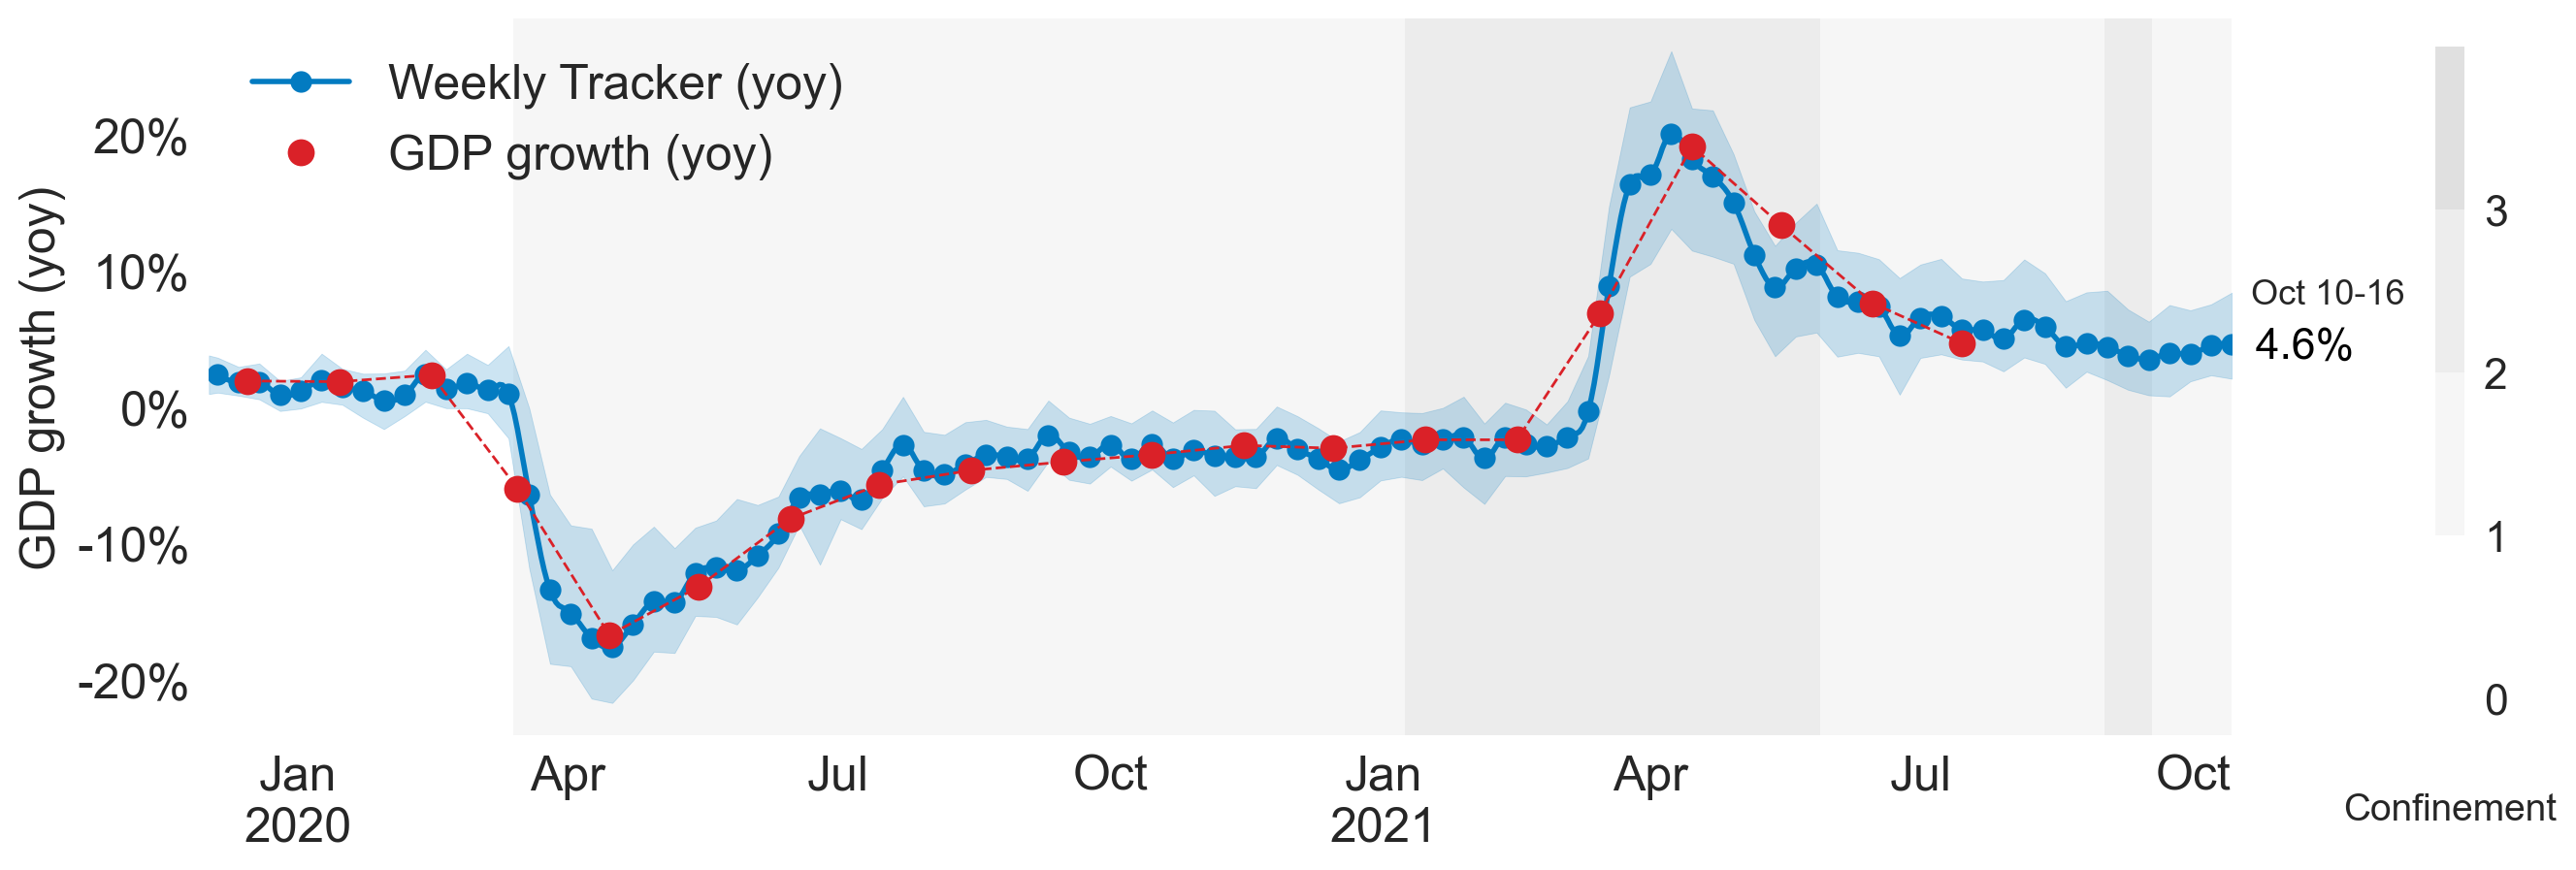 Weekly Tracker (yoy)
GDP growth (yoy)
GDP growth (yoy)
20%
10%
0%
-10%
-20%
Jan
2020
Apr
Jul
Oct
Jan
2021
Apr
Jul
Oct
Oct 10-16
4.6%
3
2
1
0
Confinement